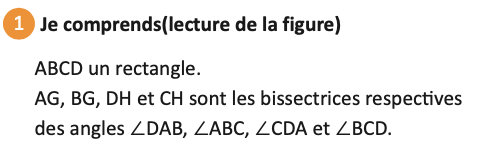 1 Je comprends(lecture de la figure)
ABCD un rectangle.
AG, BG, DH et CH sont les bissectrices respectives
des angles ∠DAB, ∠ABC, ∠CDA et ∠BCD.